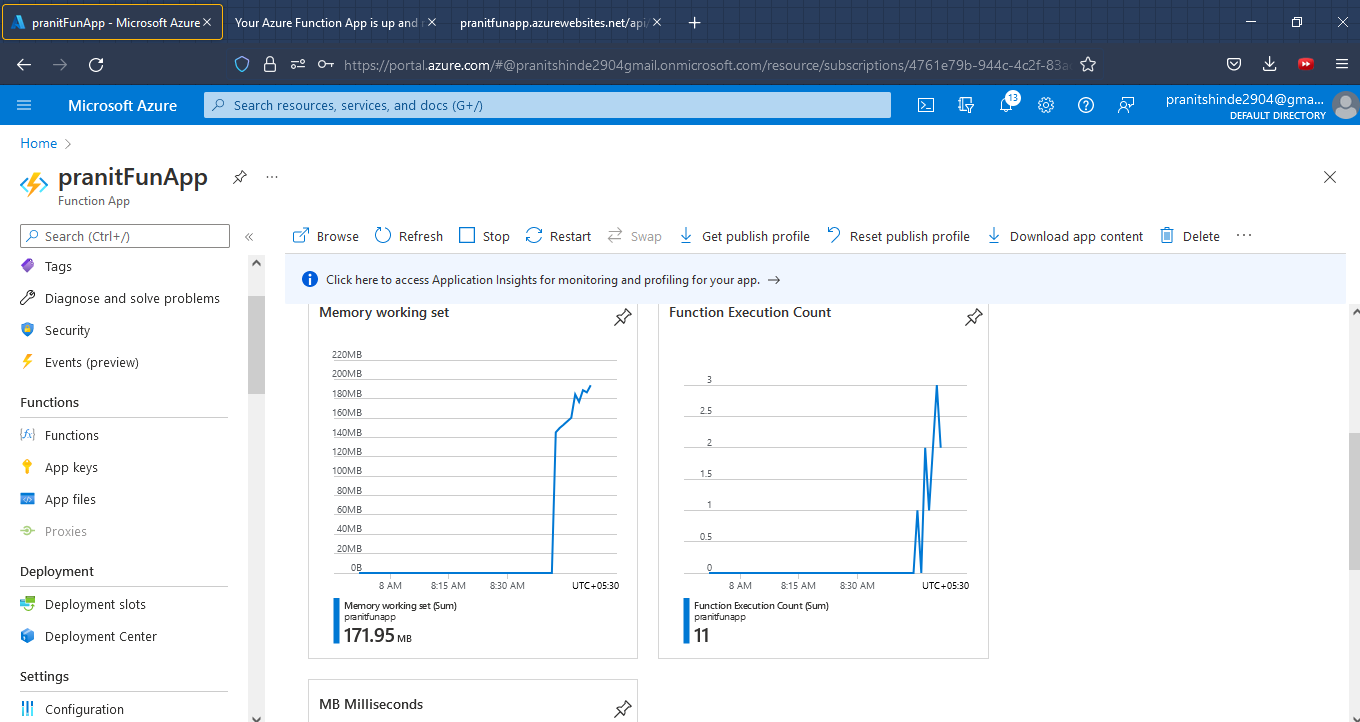 pranitFunApp - Microsoft Azure
Your Azure Function App is up and
pranitfunapp.azurewebsites.net/api/
https://portal.azure.com/#@pranitshinde2904gmail.onmicrosoft.com/resource/subscriptions/4761e79b-944c-4c2f-83a
Microsoft Azure
Search resources, services, and docs (G+/)
13
pranitshinde2904@gma...
DEFAULT DIRECTORY
Home
pranitFunApp
...
Function App
Search (Ctrl+/)
«
Tags
Diagnose and solve problems
Security
Events (preview)
Functions
Functions
App keys
App files
Proxies
Deployment
Deployment slots
Deployment Center
Settings
Configuration
Browse
Refresh
Stop
Restart
Swap
Get publish profile
Reset publish profile
Download app content
Delete
...
Click here to access Application Insights for monitoring and profiling for your app. →
Memory working set
220MB
200MB
180MB
160MB
140MB
120MB
100MB
80MB
60MB
40MB
20MB
0B
8 AM
8:15 AM
8:30 AM
UTC+05:30
Memory working set (Sum)
pranitfunapp
171.95 MB
Function Execution Count
3
2.5
2
1.5
1
0.5
0
8 AM
8:15 AM
8:30 AM
UTC+05:30
Function Execution Count (Sum)
pranitfunapp
11
MB Milliseconds